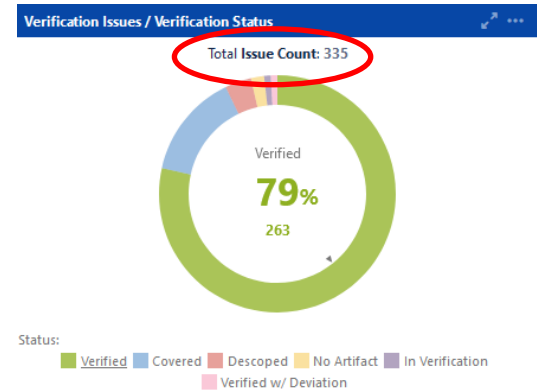 Verification Issues / Verification Status
Total Issue Count: 335
Verified
79%
263
Status:
Verified Covered Descoped No Artifact In Verification
Verified w/ Deviation